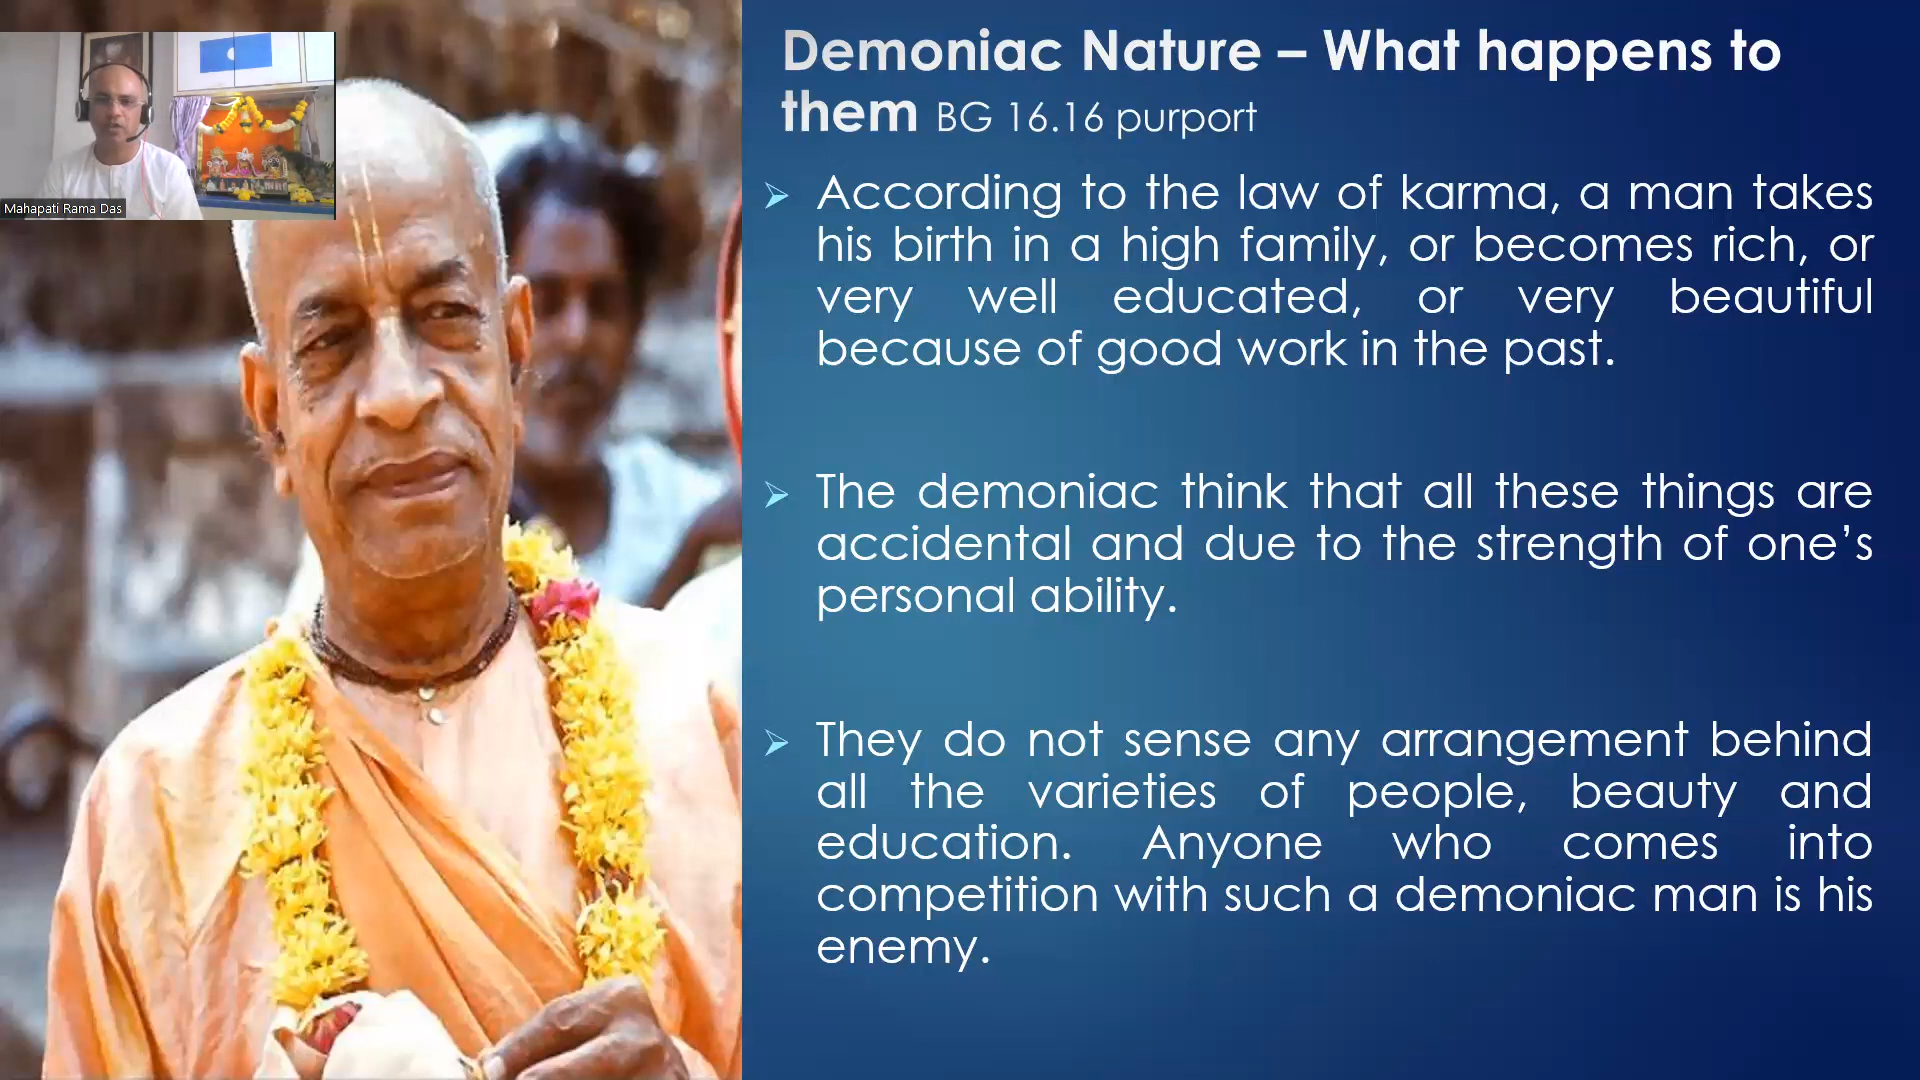 Demoniac Nature – What happens to
them BG 16.16 purport
Mahapati Rama Das
According to the law of karma, a man takes
his birth in a high family, or becomes rich, or
very well educated, or very beautiful
because of good work in the past.
The demoniac think that all these things are
accidental and due to the strength of one’s
personal ability.
They do not sense any arrangement behind
all the varieties of people, beauty and
education. Anyone who comes into
competition with such a demoniac man is his
enemy.